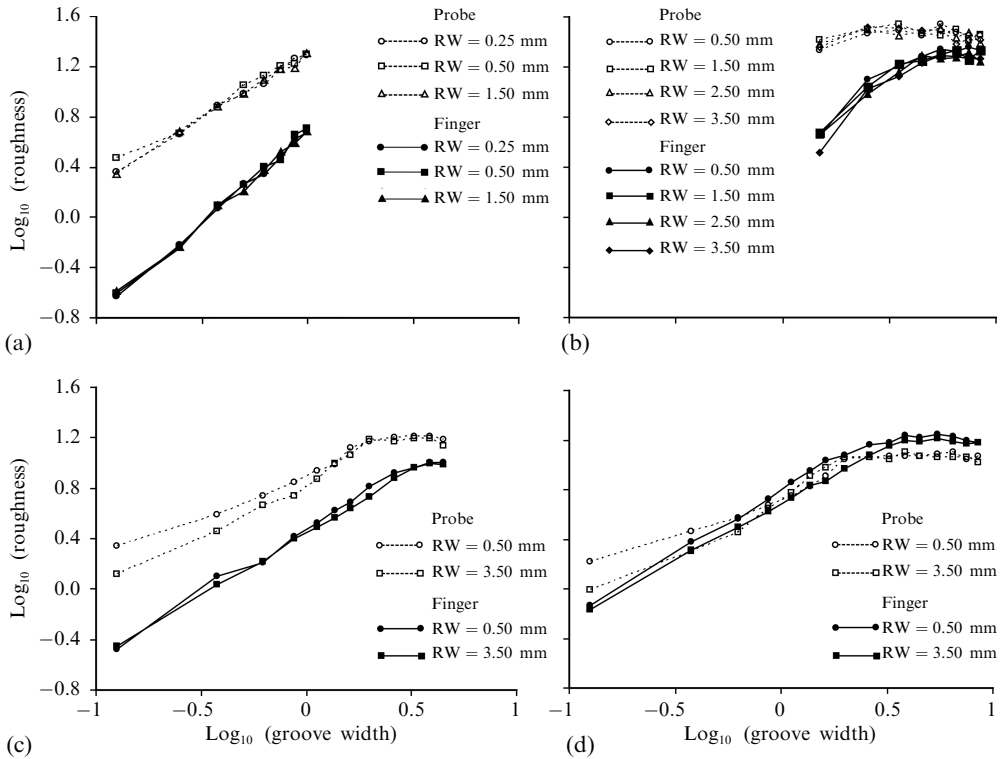 1.6
1.2
0.8
0.4
0.0
−0.4
−0.8
Log10 (roughness)
Probe
RW = 0.25 mm
RW = 0.50 mm
RW = 1.50 mm
Finger
RW = 0.25 mm
RW = 0.50 mm
RW = 1.50 mm
(a)
Probe
RW = 0.50 mm
RW = 1.50 mm
RW = 2.50 mm
RW = 3.50 mm
Finger
RW = 0.50 mm
RW = 1.50 mm
RW = 2.50 mm
RW = 3.50 mm
(b)
1.6
1.2
0.8
0.4
0.0
−0.4
−0.8
Log10 (roughness)
Probe
RW = 0.50 mm
RW = 3.50 mm
Finger
RW = 0.50 mm
RW = 3.50 mm
−1 −0.5 0 0.5 1
Log10 (groove width)
(c)
Probe
RW = 0.50 mm
RW = 3.50 mm
Finger
RW = 0.50 mm
RW = 3.50 mm
−1 −0.5 0 0.5 1
Log10 (groove width)
(d)